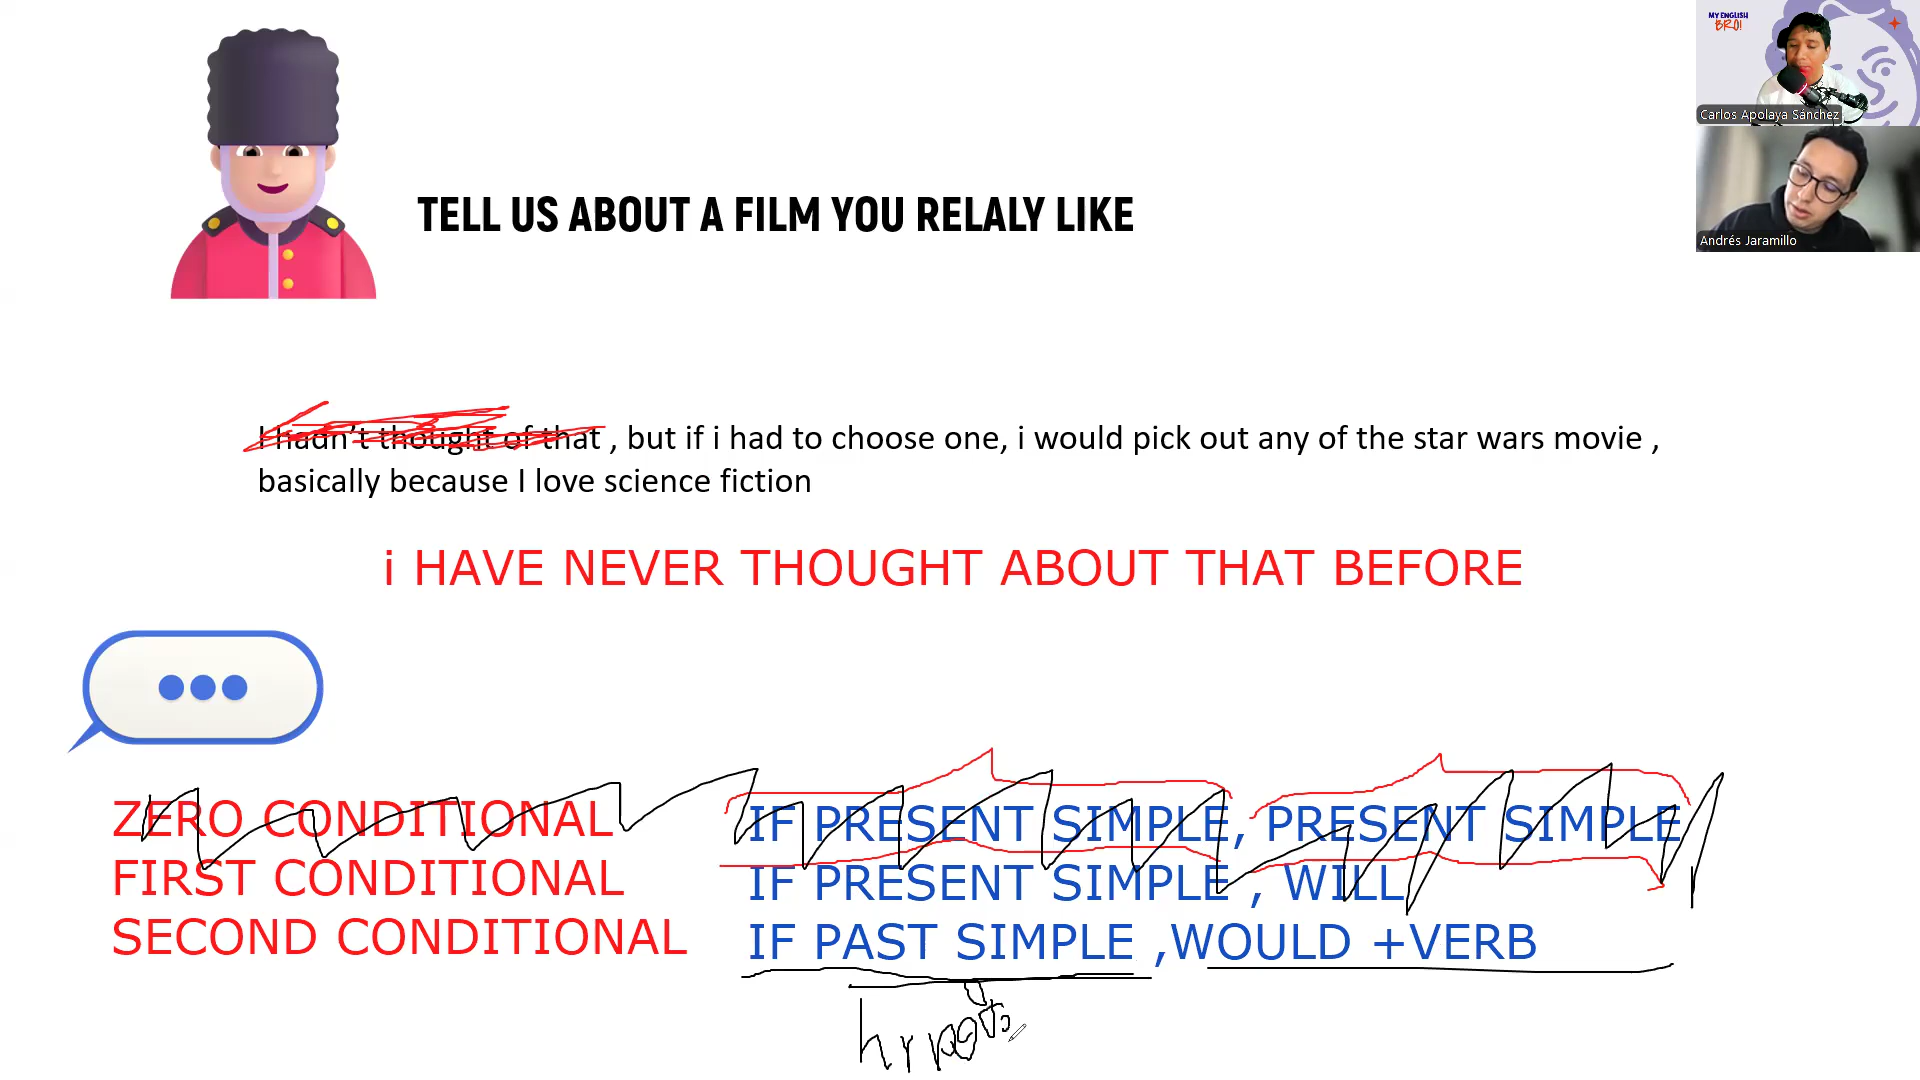 MY ENGLISH
BRO!
Carlos Apolaya Sánchez
Andrés Jaramillo
TELL US ABOUT A FILM YOU RELALY LIKE
I hadn't thought of that , but if i had to choose one, i would pick out any of the star wars movie ,
basically because I love science fiction
i HAVE NEVER THOUGHT ABOUT THAT BEFORE
ZERO CONDITIONAL IF PRESENT SIMPLE, PRESENT SIMPLE
FIRST CONDITIONAL IF PRESENT SIMPLE , WILL
SECOND CONDITIONAL IF PAST SIMPLE ,WOULD +VERB